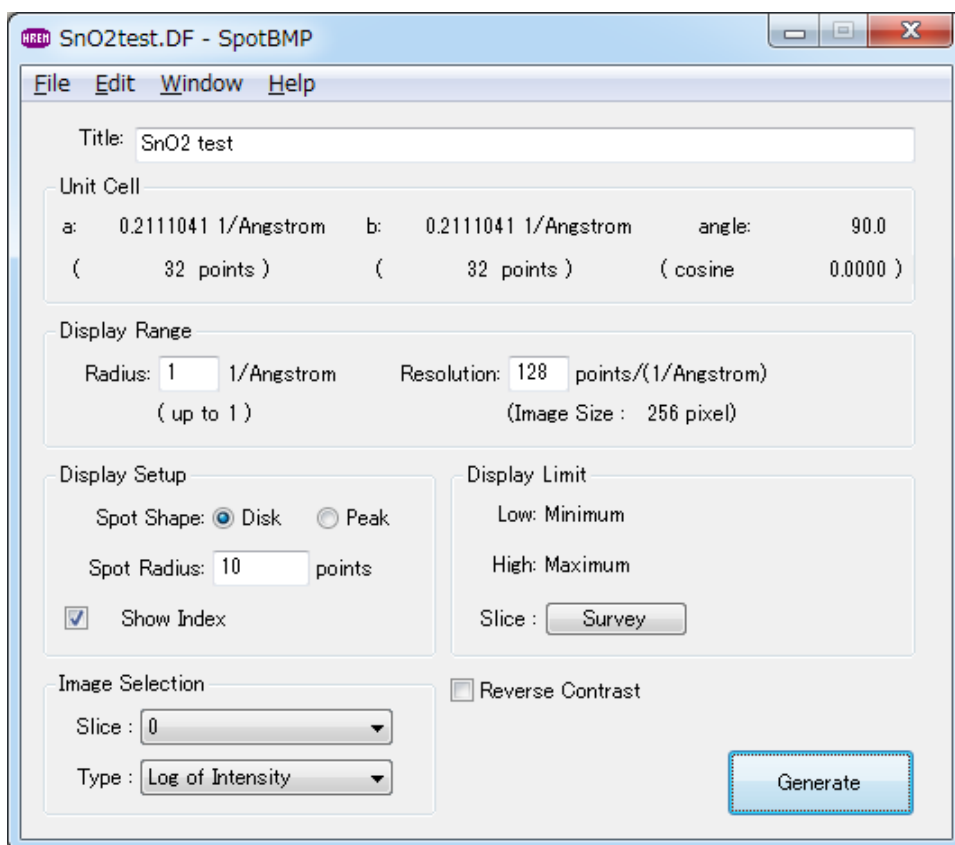 HREM SnO2test.DF - SpotBMP
File Edit Window Help
Title: SnO2 test
Unit Cell
a: 0.2111041 1/Angstrom b: 0.2111041 1/Angstrom angle: 90.0
( 32 points ) ( 32 points ) ( cosine 0.0000 )
Display Range
Radius: 1 1/Angstrom Resolution: 128 points/(1/Angstrom)
( up to 1 ) (Image Size : 256 pixel)
Display Setup
Spot Shape: Disk Peak
Spot Radius: 10 points
Show Index
Display Limit
Low: Minimum
High: Maximum
Slice : Survey
Image Selection
Slice : 0
Type : Log of Intensity
Reverse Contrast
Generate